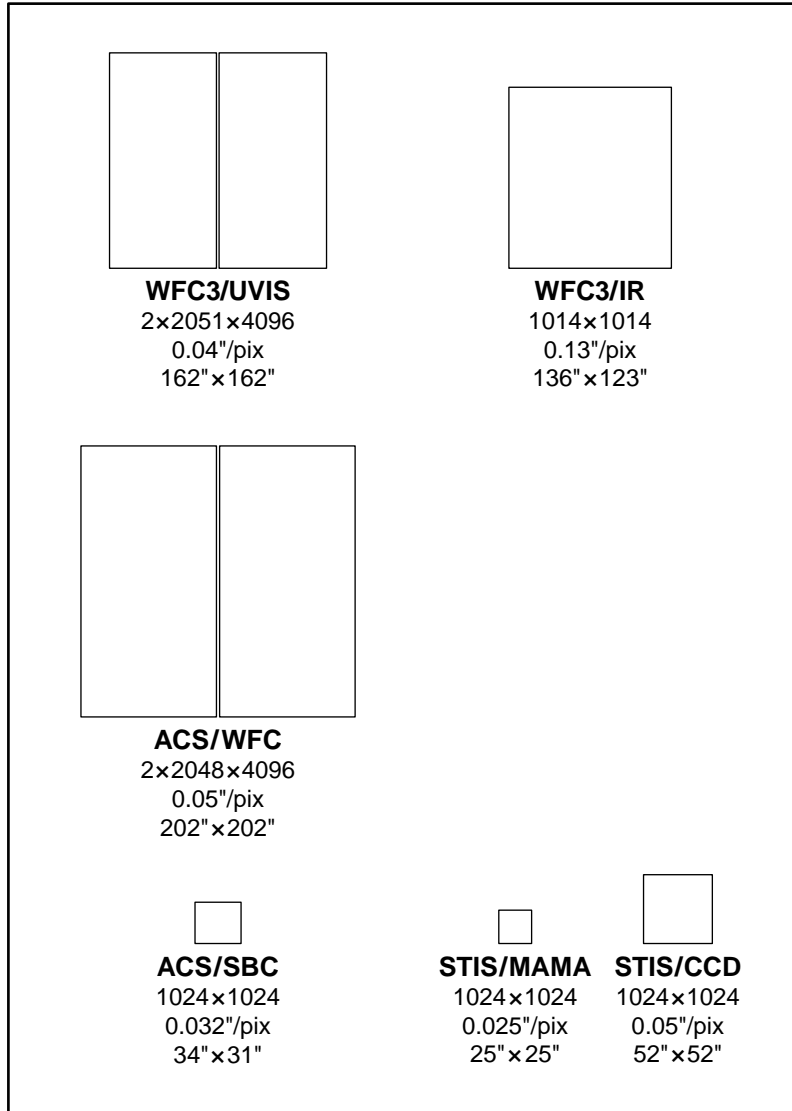 WFC3/UVIS
2×2051×4096
0.04"/pix
162"×162"
WFC3/IR
1014×1014
0.13"/pix
136"×123"
ACS/WFC
2×2048×4096
0.05"/pix
202"×202"
ACS/SBC
1024×1024
0.032"/pix
34"×31"
STIS/MAMA
1024×1024
0.025"/pix
25"×25"
STIS/CCD
1024×1024
0.05"/pix
52"×52"